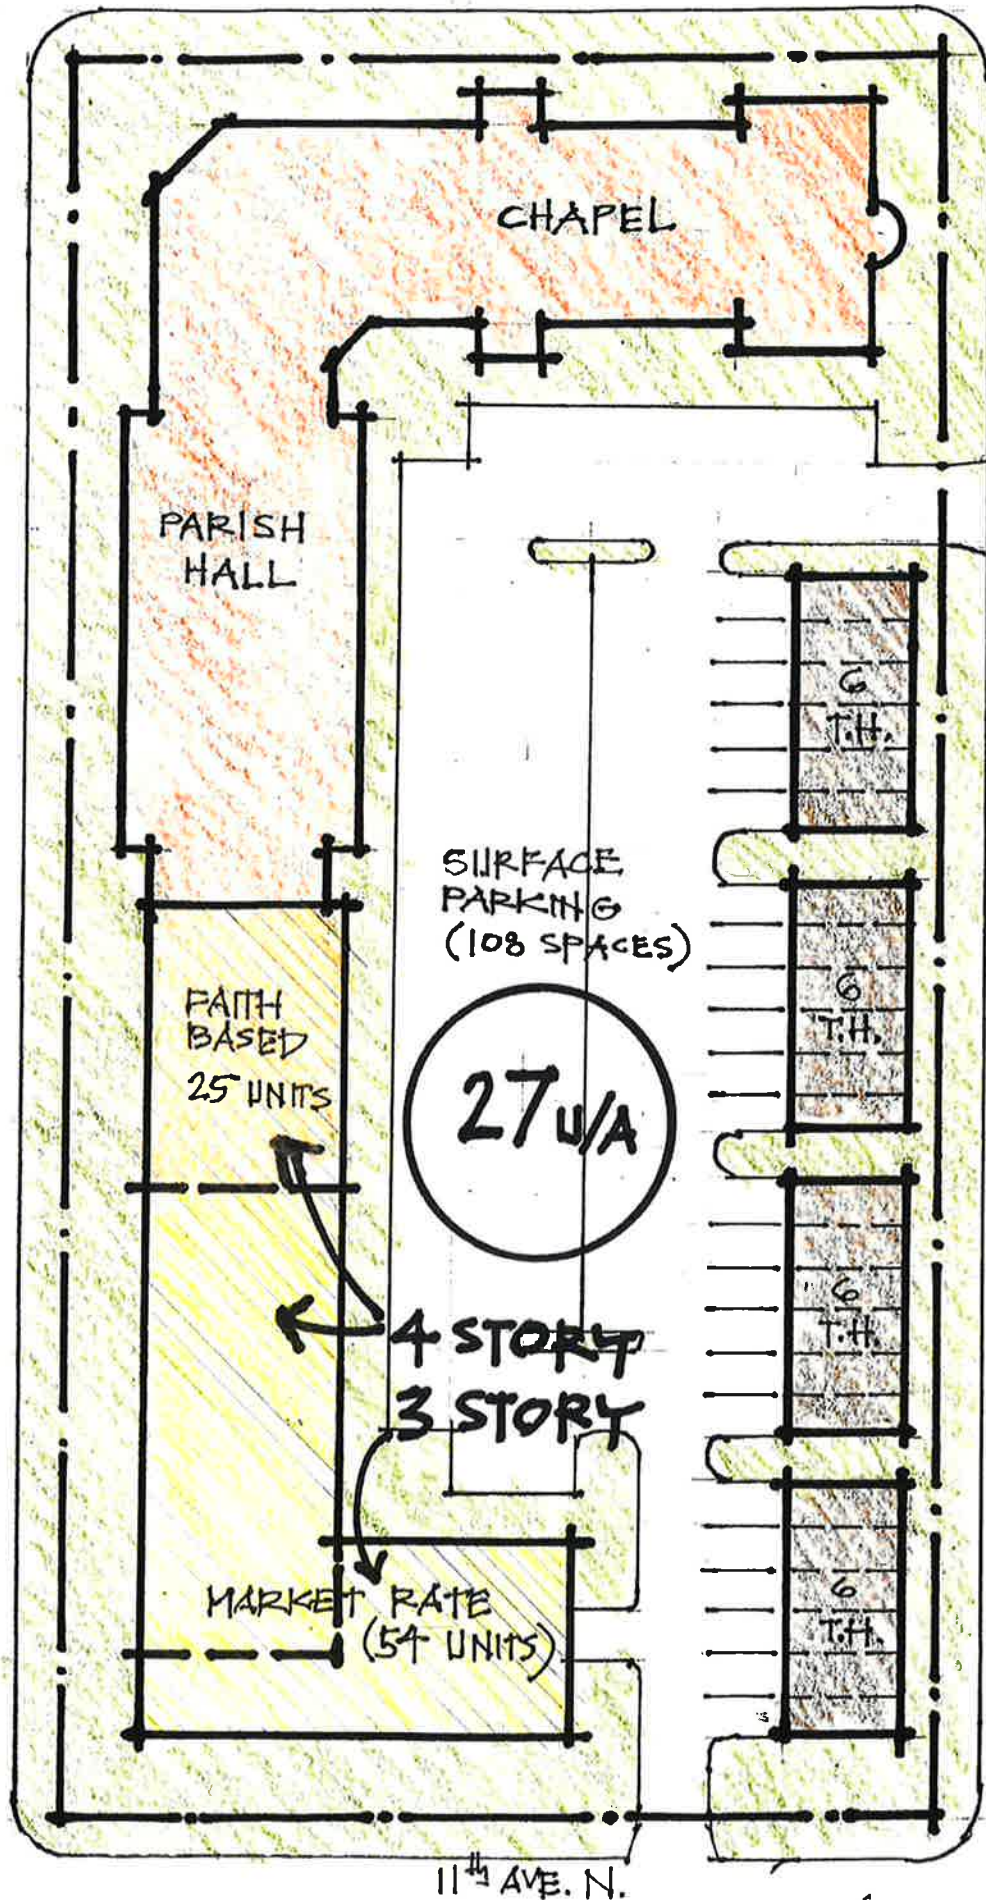 CHAPEL
PARISH
HALL
6
T.H.
SURFACE
PARKING
(108 SPACES)
FAITH
BASED
25 UNITS
6
T.H.
27 U/A
6
T.H.
4 STORY
3 STORY
MARKET RATE
(54 UNITS)
6
T.H.
11th AVE. N.